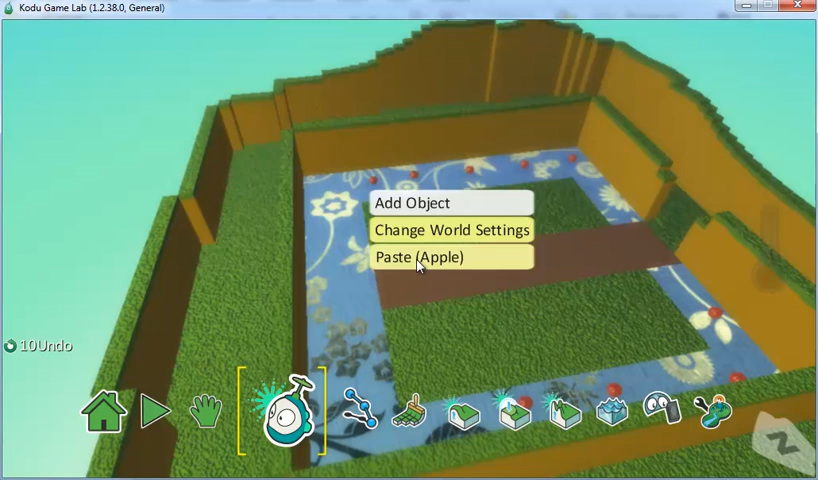 Kodu Game Lab (1.2.38.0, General)
Add Object
Change World Settings
Paste (Apple)
10Undo
Z